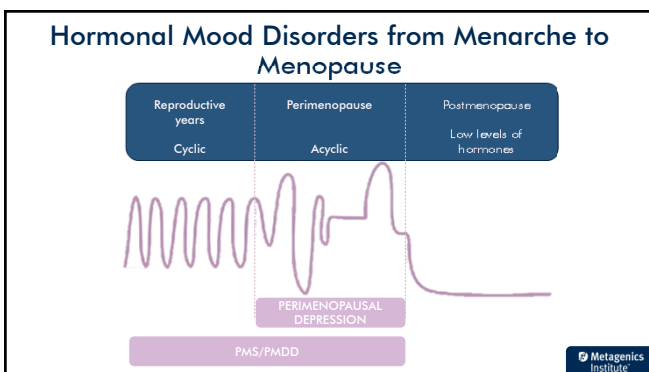 Hormonal Mood Disorders from Menarche to
Menopause
Reproductive
years
Cyclic
Perimenopause
Acyclic
Postmenopause
Low levels of
hormones
PERIMENOPAUSAL
DEPRESSION
PMS/PMDD
Metagenics
Institute